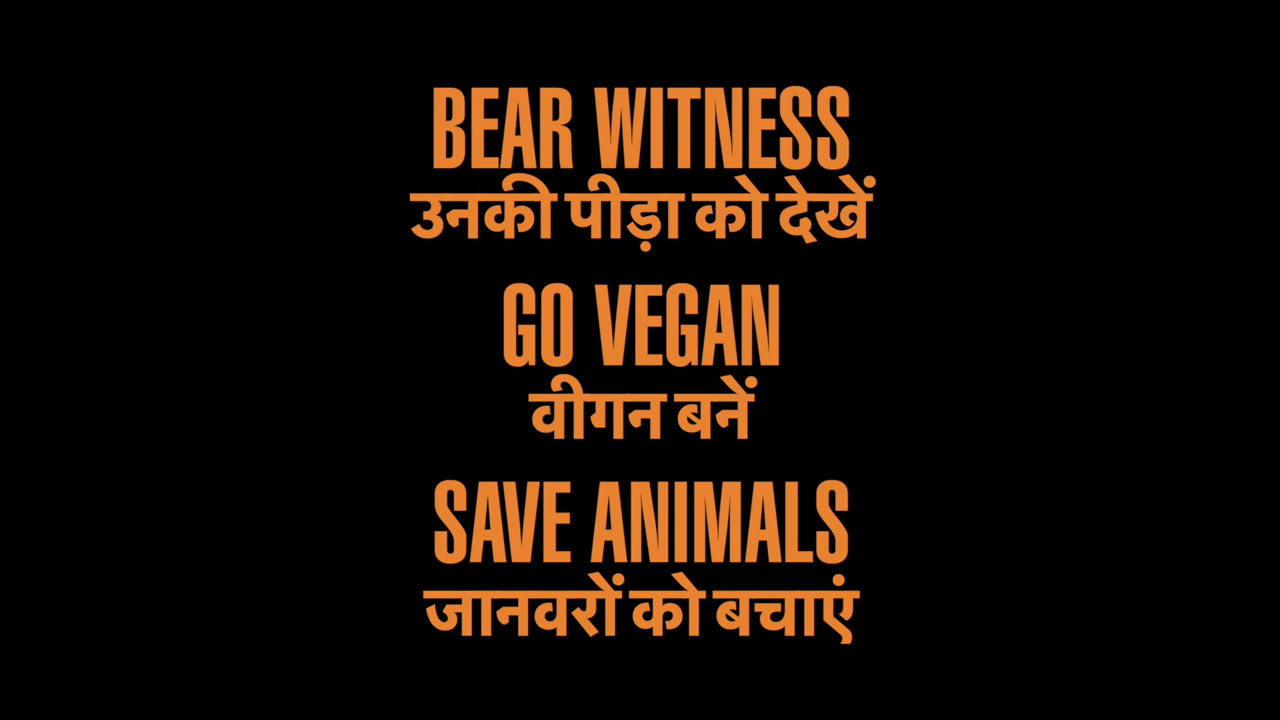 BEAR WITNESS
उनकी पीड़ा को देखें
GO VEGAN
वीगन बनें
SAVE ANIMALS
जानवरों को बचाएं